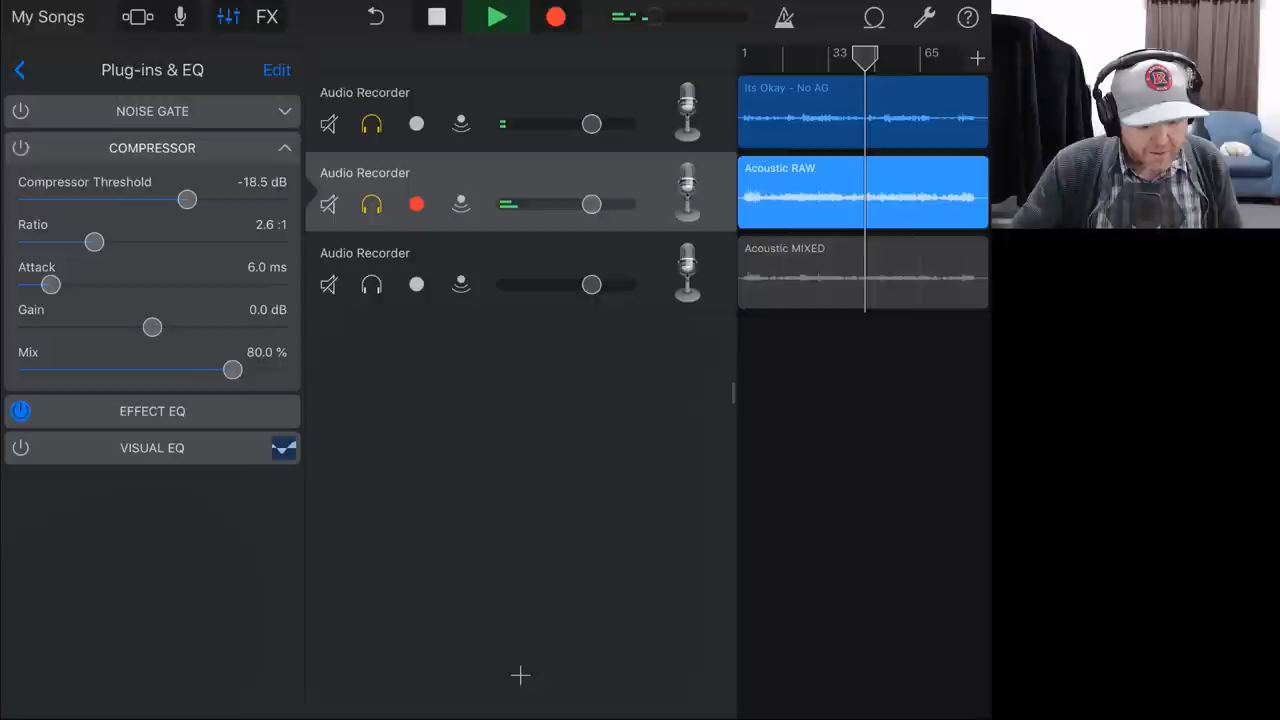 My Songs
FX
Plug-ins & EQ
Edit
NOISE GATE
COMPRESSOR
Compressor Threshold -18.5 dB
Ratio 2.6 :1
Attack 6.0 ms
Gain 0.0 dB
Mix 80.0 %
EFFECT EQ
VISUAL EQ
Audio Recorder
Audio Recorder
Audio Recorder
1 33 65
Its Okay - No AG
Acoustic RAW
Acoustic MIXED